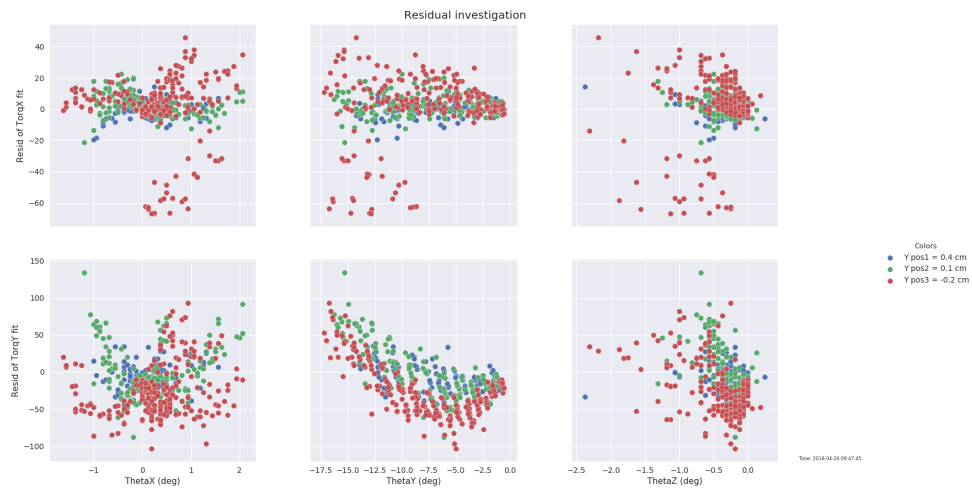 Residual investigation
Resid of TorqX fit
40
20
0
−20
−40
−60
Resid of TorqY fit
150
100
50
0
−50
−100
−1 0 1 2
ThetaX (deg)
−17.5 −15.0 −12.5 −10.0 −7.5 −5.0 −2.5 0.0
ThetaY (deg)
−2.5 −2.0 −1.5 −1.0 −0.5 0.0
ThetaZ (deg)
Colors
Y pos1 = 0.4 cm
Y pos2 = 0.1 cm
Y pos3 = -0.2 cm
Time: 2018-04-26 09:47:45